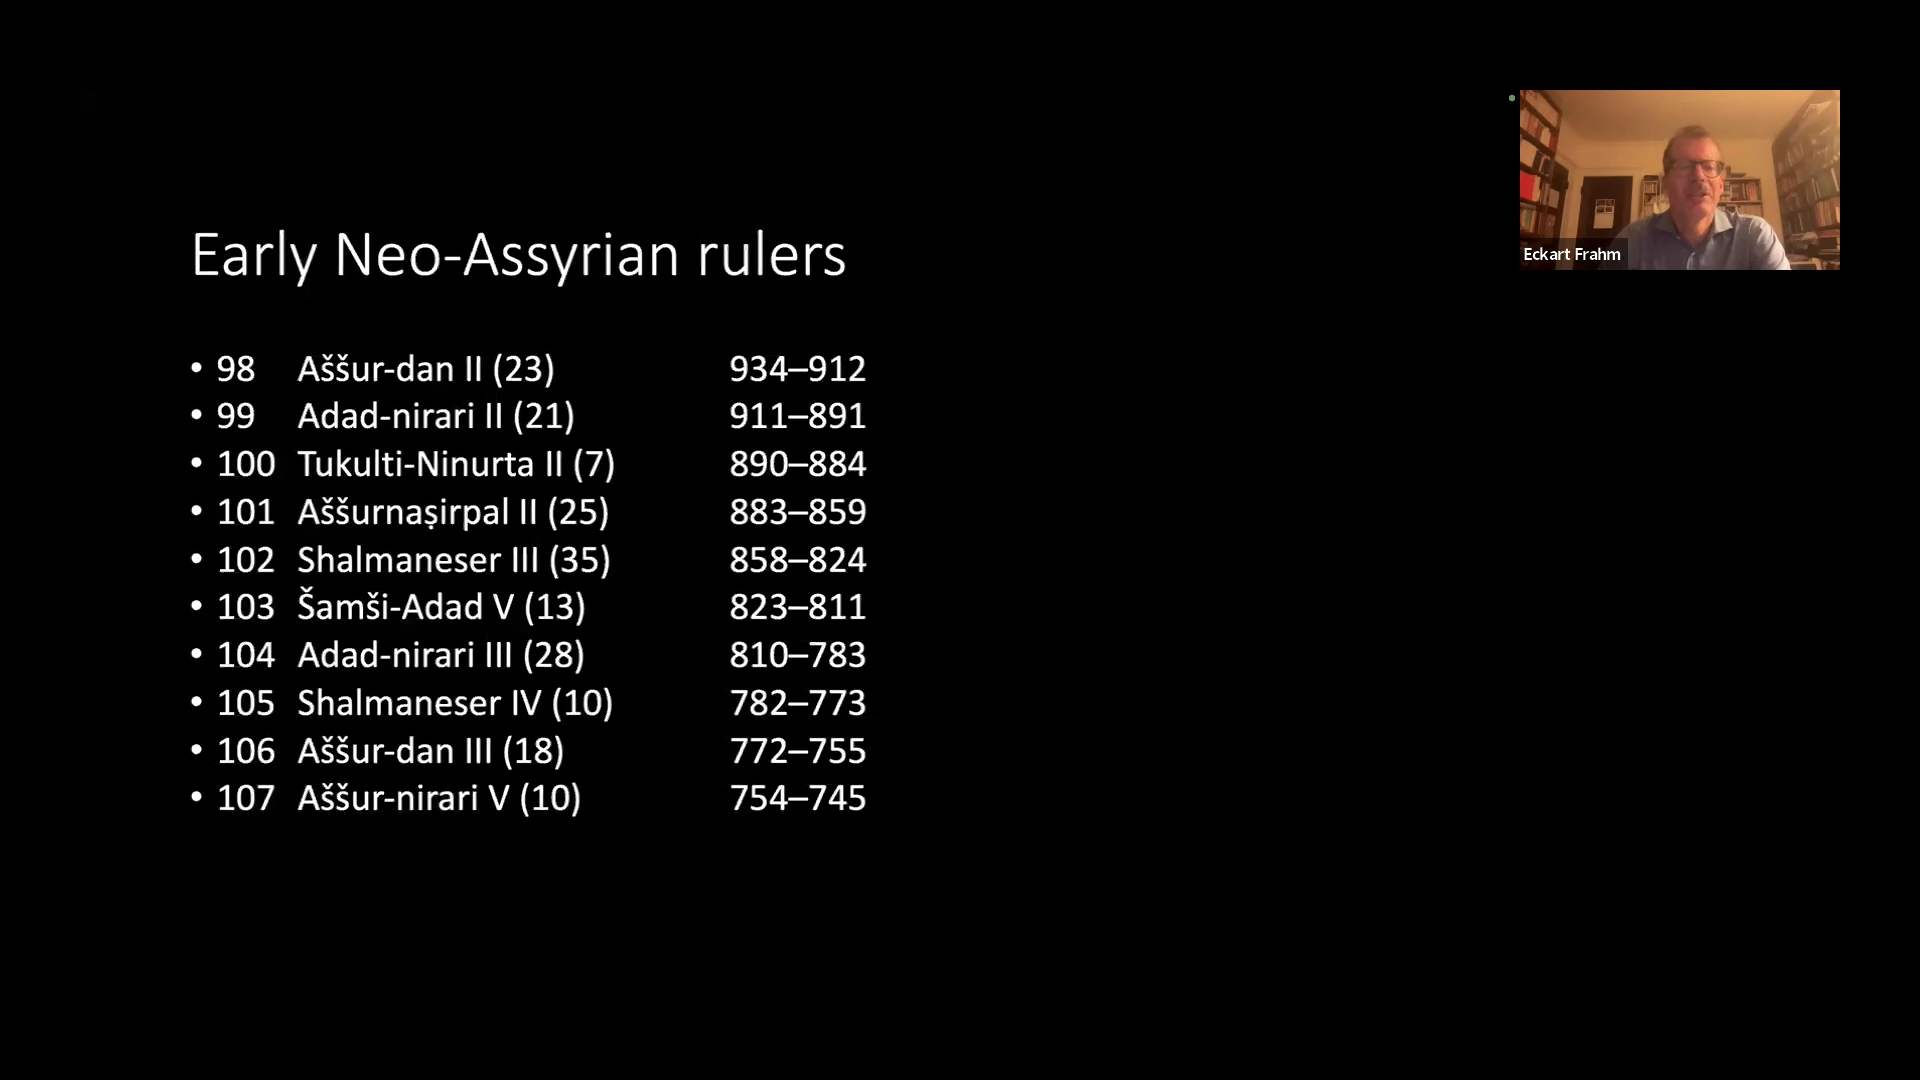 Early Neo-Assyrian rulers
• 98 Aššur-dan II (23) 934–912
• 99 Adad-nirari II (21) 911–891
• 100 Tukulti-Ninurta II (7) 890–884
• 101 Aššurnaṣirpal II (25) 883–859
• 102 Shalmaneser III (35) 858–824
• 103 Šamši-Adad V (13) 823–811
• 104 Adad-nirari III (28) 810–783
• 105 Shalmaneser IV (10) 782–773
• 106 Aššur-dan III (18) 772–755
• 107 Aššur-nirari V (10) 754–745
Eckart Frahm